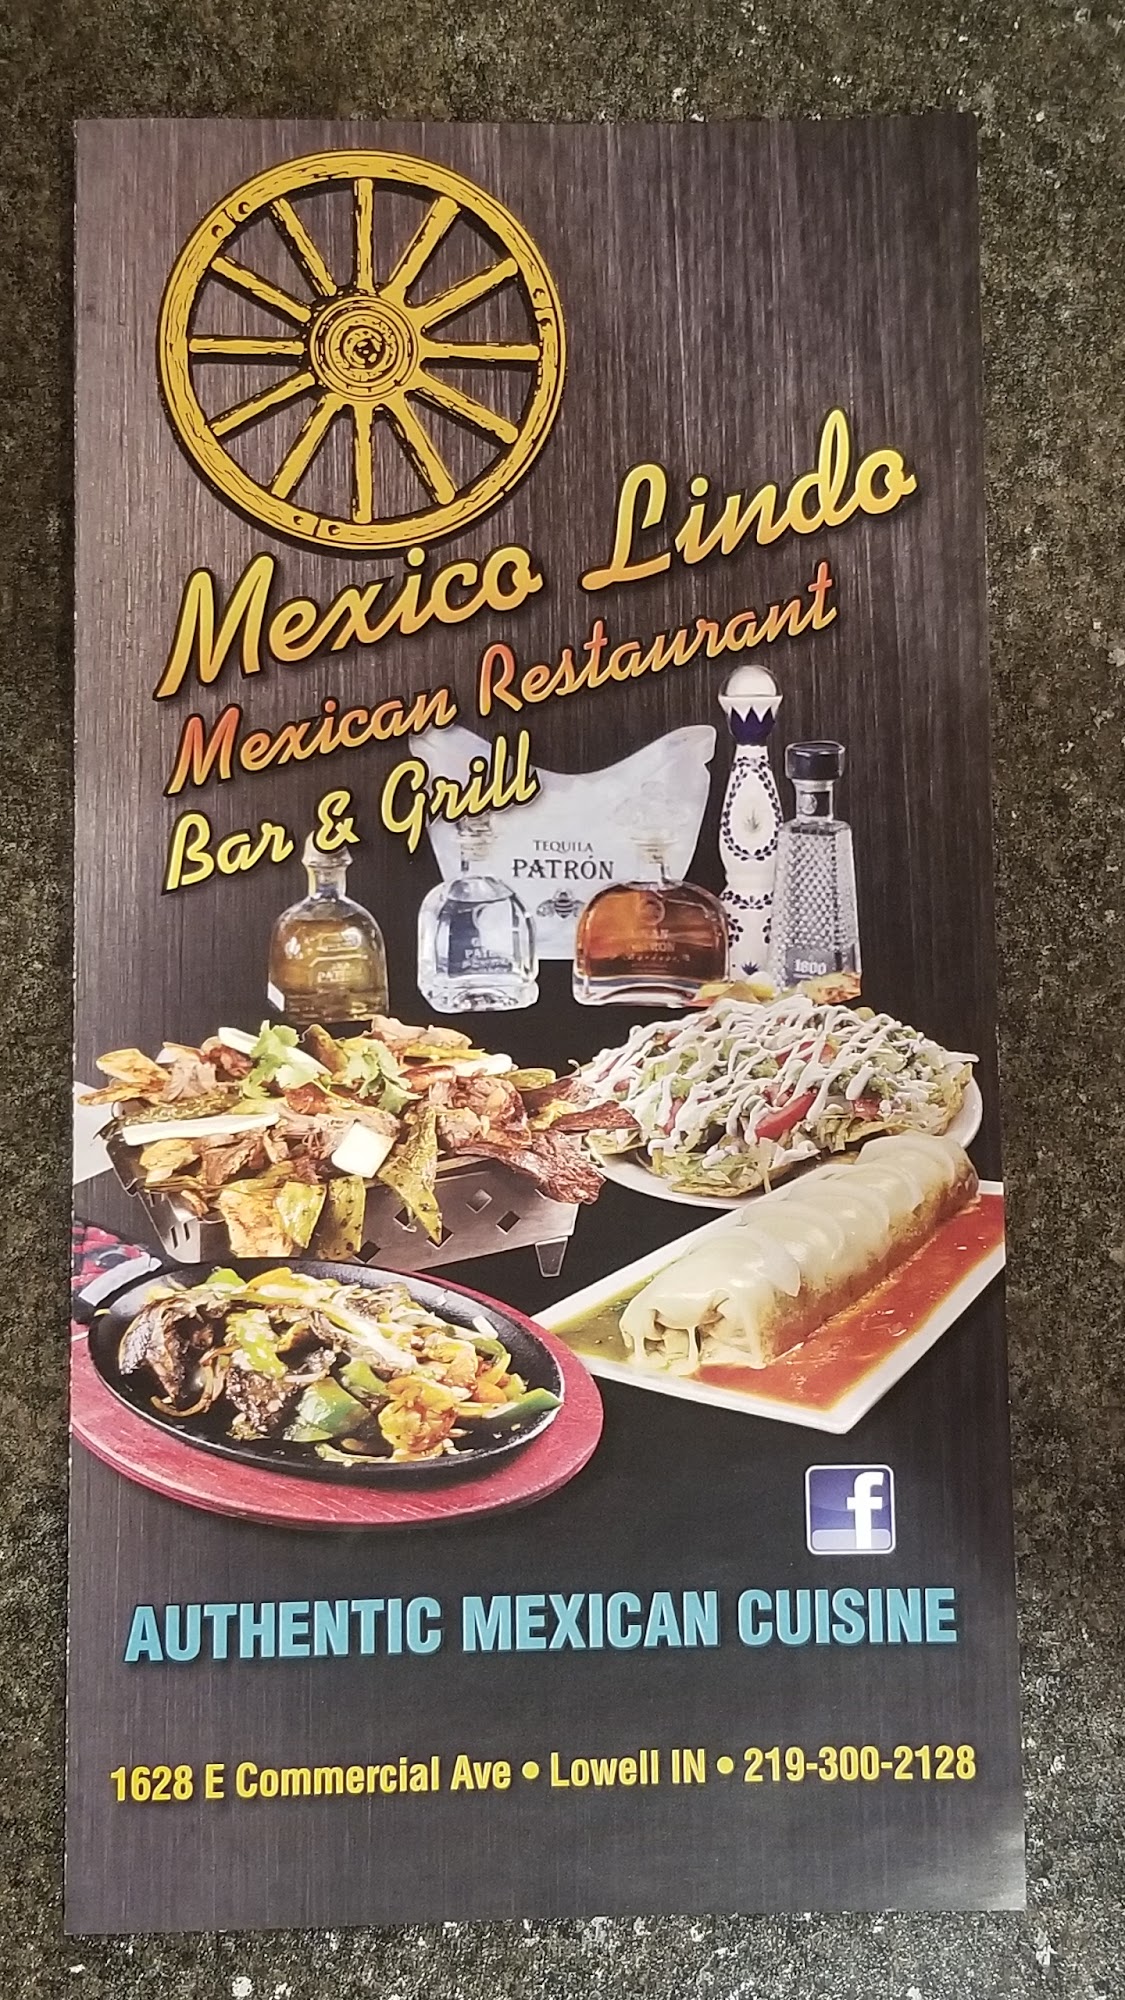 Mexico Lindo
Mexican Restaurant
Bar & Grill
TEQUILA
PATRÓN
PATRÓN
1800
AUTHENTIC MEXICAN CUISINE
1628 E Commercial Ave • Lowell IN • 219-300-2128